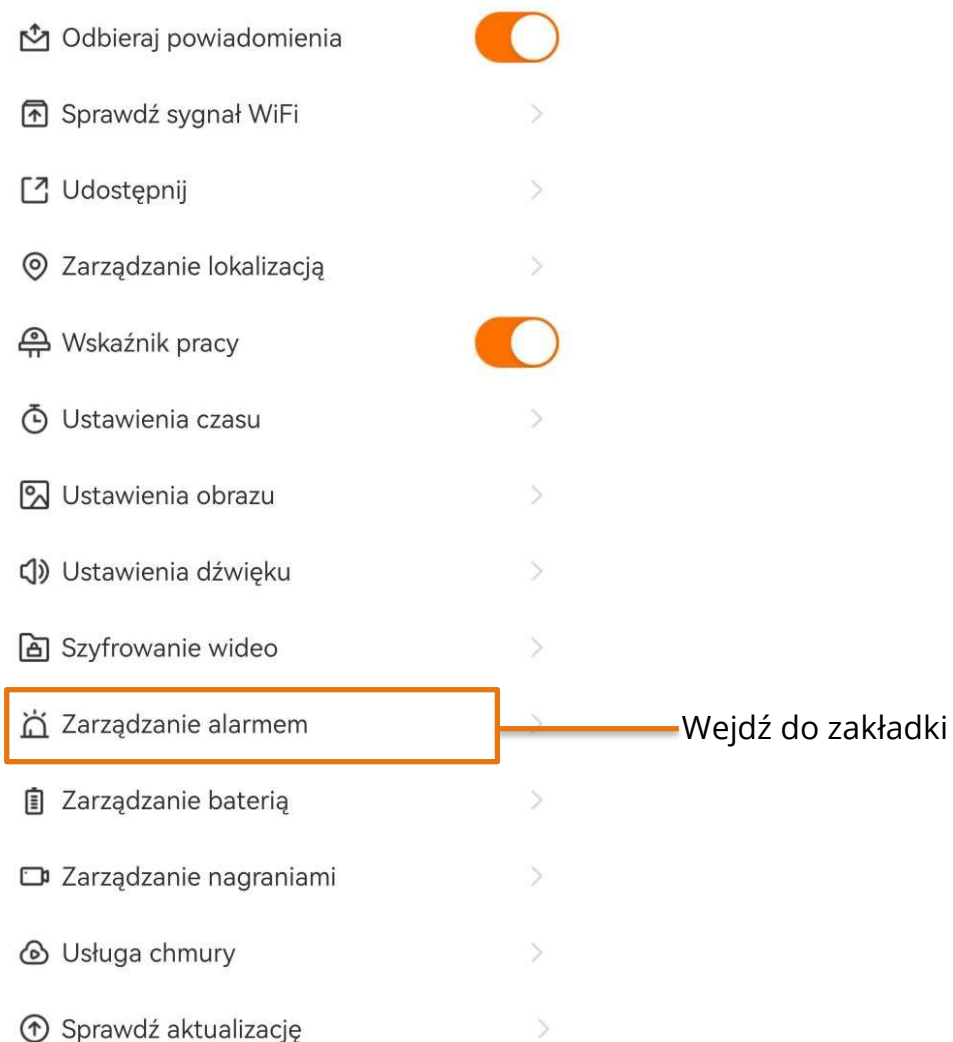 Odbieraj powiadomienia
Sprawdź sygnał WiFi
Udostępnij
Zarządzanie lokalizacją
Wskaźnik pracy
Ustawienia czasu
Ustawienia obrazu
Ustawienia dźwięku
Szyfrowanie wideo
Zarządzanie alarmem
Wejdź do zakładki
Zarządzanie baterią
Zarządzanie nagraniami
Usługa chmury
Sprawdź aktualizację